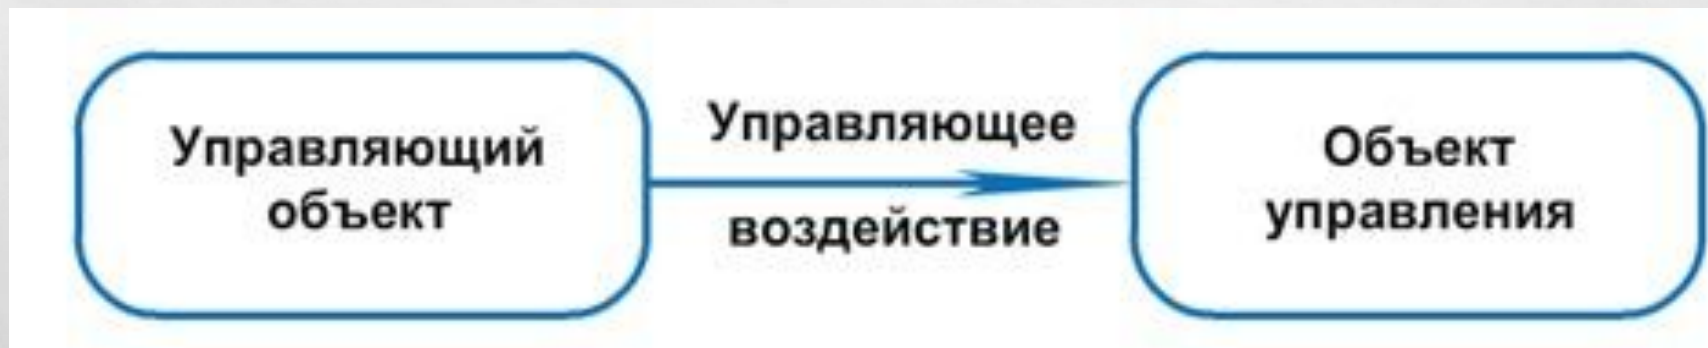 Управляющий
объект
Управляющее
воздействие
Объект
управления